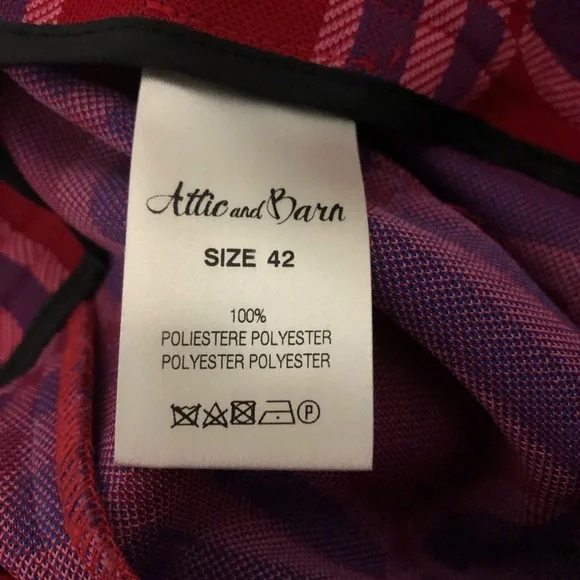 Attic and Barn
SIZE 42
100%
POLIESTERE POLYESTER
POLYESTER POLYESTER
P